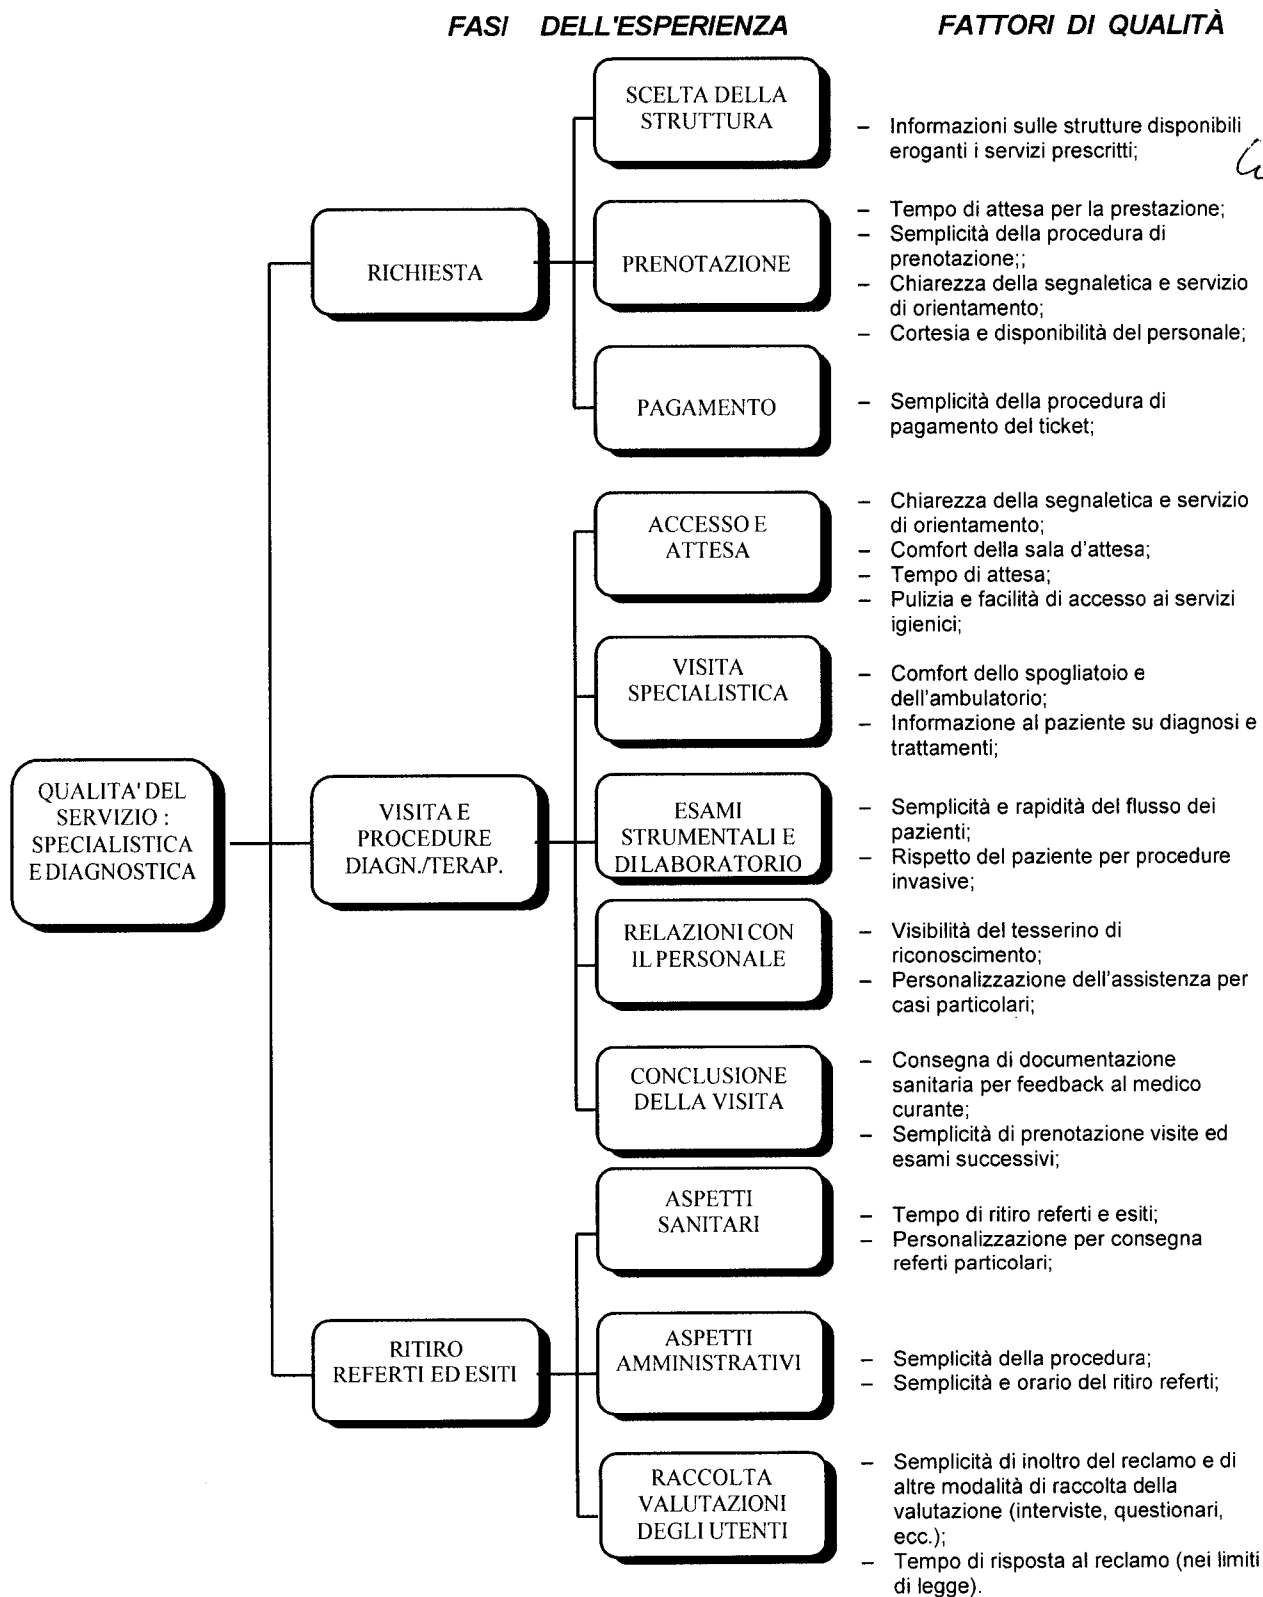 FASI DELL'ESPERIENZA
FATTORI DI QUALITÀ
SCELTA DELLA
STRUTTURA
– Informazioni sulle strutture disponibili
eroganti i servizi prescritti;
RICHIESTA
PRENOTAZIONE
– Tempo di attesa per la prestazione;
– Semplicità della procedura di
prenotazione;;
– Chiarezza della segnaletica e servizio
di orientamento;
– Cortesia e disponibilità del personale;
PAGAMENTO
– Semplicità della procedura di
pagamento del ticket;
ACCESSO E
ATTESA
– Chiarezza della segnaletica e servizio
di orientamento;
– Comfort della sala d'attesa;
– Tempo di attesa;
– Pulizia e facilità di accesso ai servizi
igienici;
VISITA
SPECIALISTICA
– Comfort dello spogliatoio e
dell'ambulatorio;
– Informazione al paziente su diagnosi e
trattamenti;
QUALITA' DEL
SERVIZIO :
SPECIALISTICA
E DIAGNOSTICA
VISITA E
PROCEDURE
DIAGN./TERAP.
ESAMI
STRUMENTALI E
DI LABORATORIO
– Semplicità e rapidità del flusso dei
pazienti;
– Rispetto del paziente per procedure
invasive;
RELAZIONI CON
IL PERSONALE
– Visibilità del tesserino di
riconoscimento;
– Personalizzazione dell'assistenza per
casi particolari;
CONCLUSIONE
DELLA VISITA
– Consegna di documentazione
sanitaria per feedback al medico
curante;
– Semplicità di prenotazione visite ed
esami successivi;
ASPETTI
SANITARI
– Tempo di ritiro referti e esiti;
– Personalizzazione per consegna
referti particolari;
RITIRO
REFERTI ED ESITI
ASPETTI
AMMINISTRATIVI
– Semplicità della procedura;
– Semplicità e orario del ritiro referti;
RACCOLTA
VALUTAZIONI
DEGLI UTENTI
– Semplicità di inoltro del reclamo e di
altre modalità di raccolta della
valutazione (interviste, questionari,
ecc.);
– Tempo di risposta al reclamo (nei limiti
di legge).